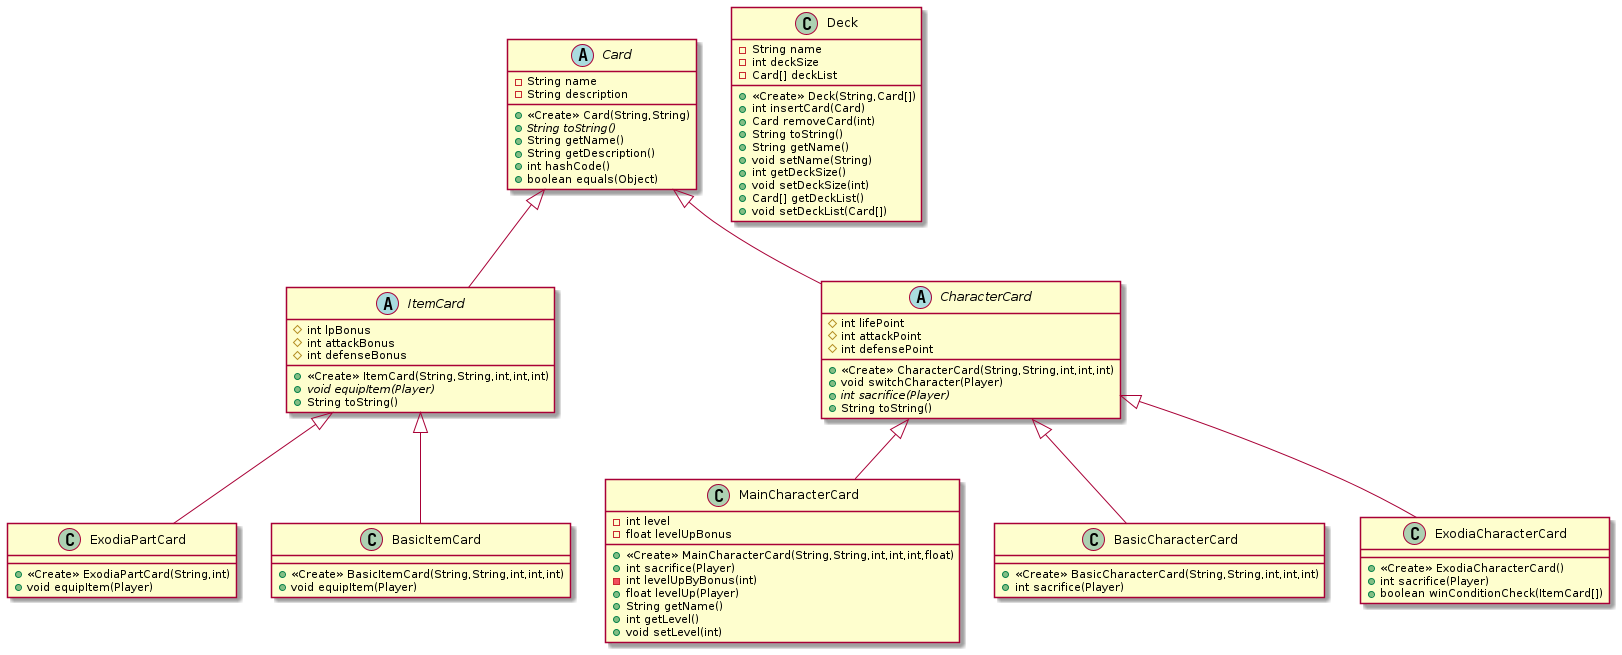 A Card
String name
String description
«Create» Card(String,String)
String toString()
String getName()
String getDescription()
int hashCode()
boolean equals(Object)
C Deck
String name
int deckSize
Card[] deckList
«Create» Deck(String,Card[])
int insertCard(Card)
Card removeCard(int)
String toString()
String getName()
void setName(String)
int getDeckSize()
void setDeckSize(int)
Card[] getDeckList()
void setDeckList(Card[])
A ItemCard
int lpBonus
int attackBonus
int defenseBonus
«Create» ItemCard(String,String,int,int,int)
void equipItem(Player)
String toString()
A CharacterCard
int lifePoint
int attackPoint
int defensePoint
«Create» CharacterCard(String,String,int,int,int)
void switchCharacter(Player)
int sacrifice(Player)
String toString()
C ExodiaPartCard
«Create» ExodiaPartCard(String,int)
void equipItem(Player)
C BasicItemCard
«Create» BasicItemCard(String,String,int,int,int)
void equipItem(Player)
C MainCharacterCard
int level
float levelUpBonus
«Create» MainCharacterCard(String,String,int,int,int,float)
int sacrifice(Player)
int levelUpByBonus(int)
float levelUp(Player)
String getName()
int getLevel()
void setLevel(int)
C BasicCharacterCard
«Create» BasicCharacterCard(String,String,int,int,int)
int sacrifice(Player)
C ExodiaCharacterCard
«Create» ExodiaCharacterCard()
int sacrifice(Player)
boolean winConditionCheck(ItemCard[])